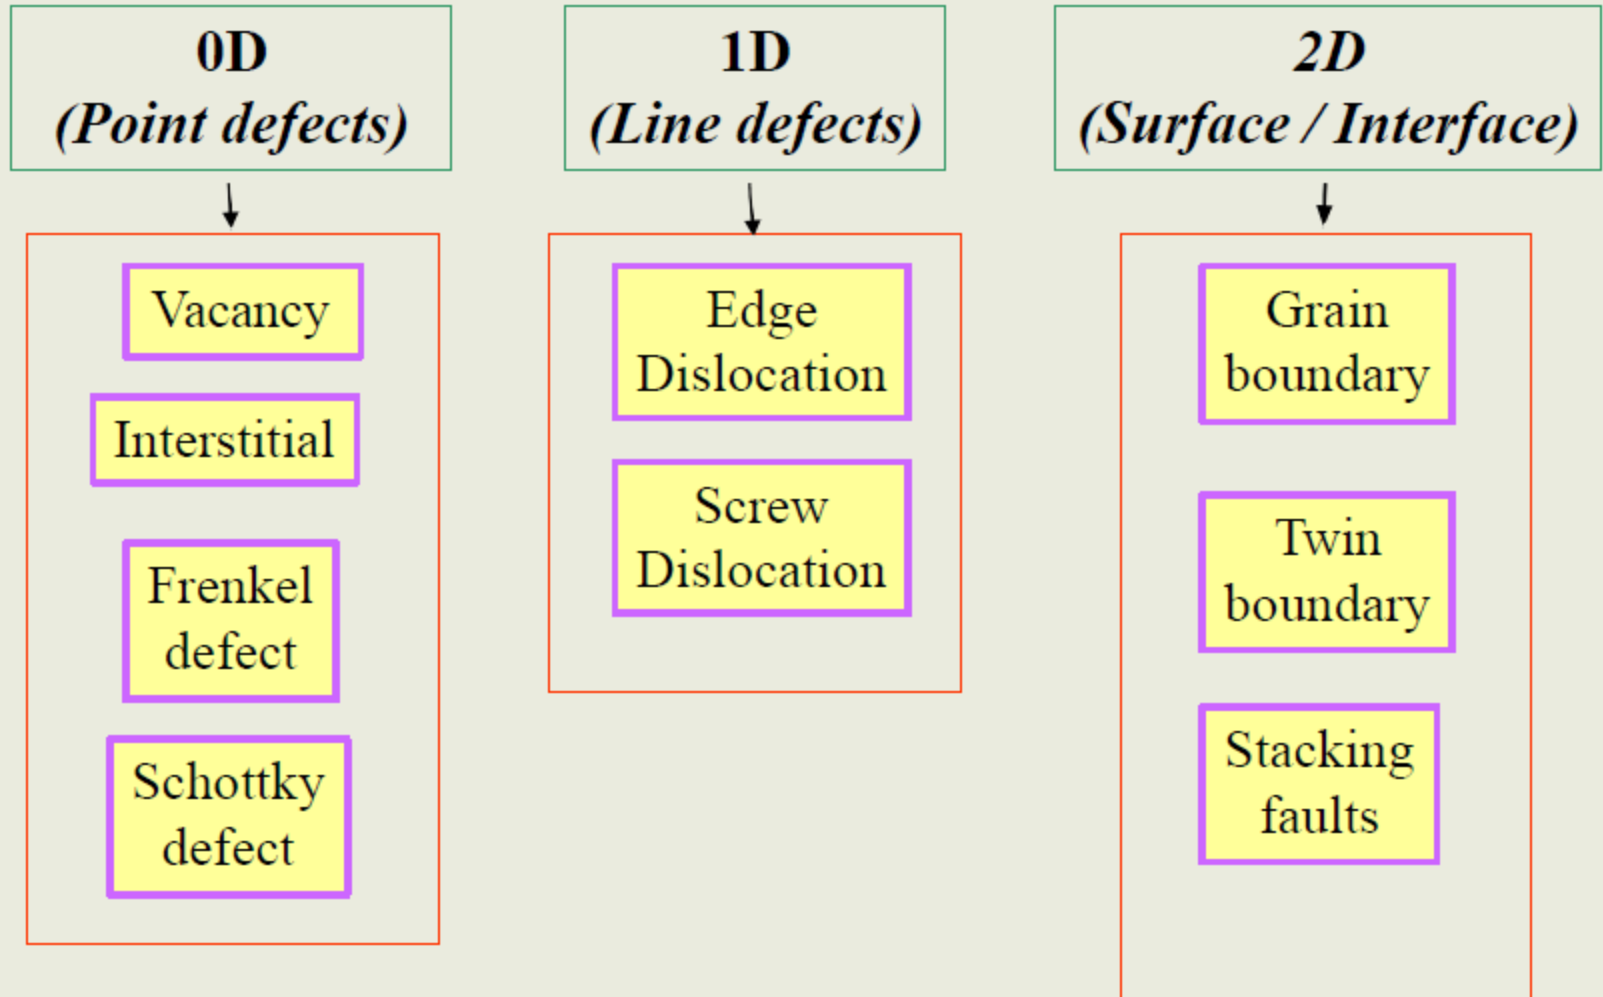 0D
(Point defects)
Vacancy
Interstitial
Frenkel
defect
Schottky
defect
1D
(Line defects)
Edge
Dislocation
Screw
Dislocation
2D
(Surface / Interface)
Grain
boundary
Twin
boundary
Stacking
faults